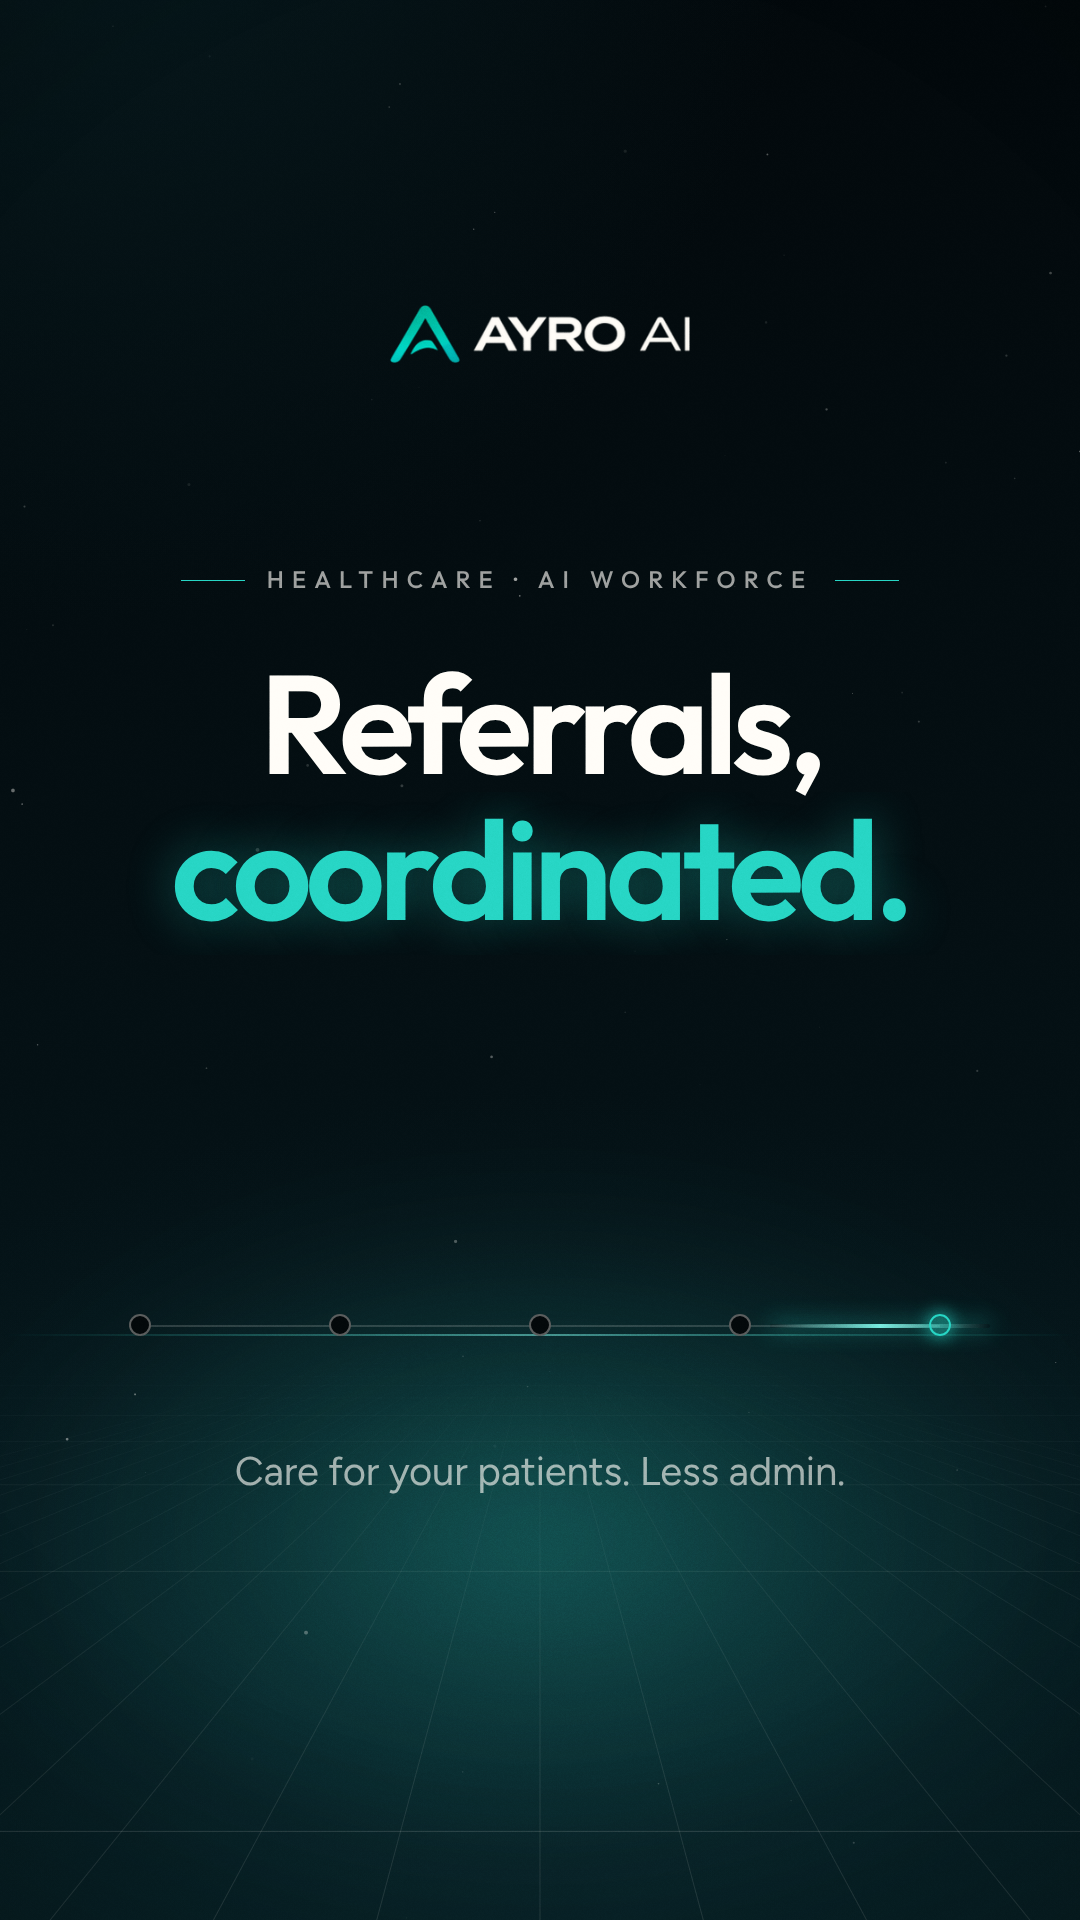 AYRO AI
HEALTHCARE · AI WORKFORCE
Referrals,
coordinated.
Care for your patients. Less admin.